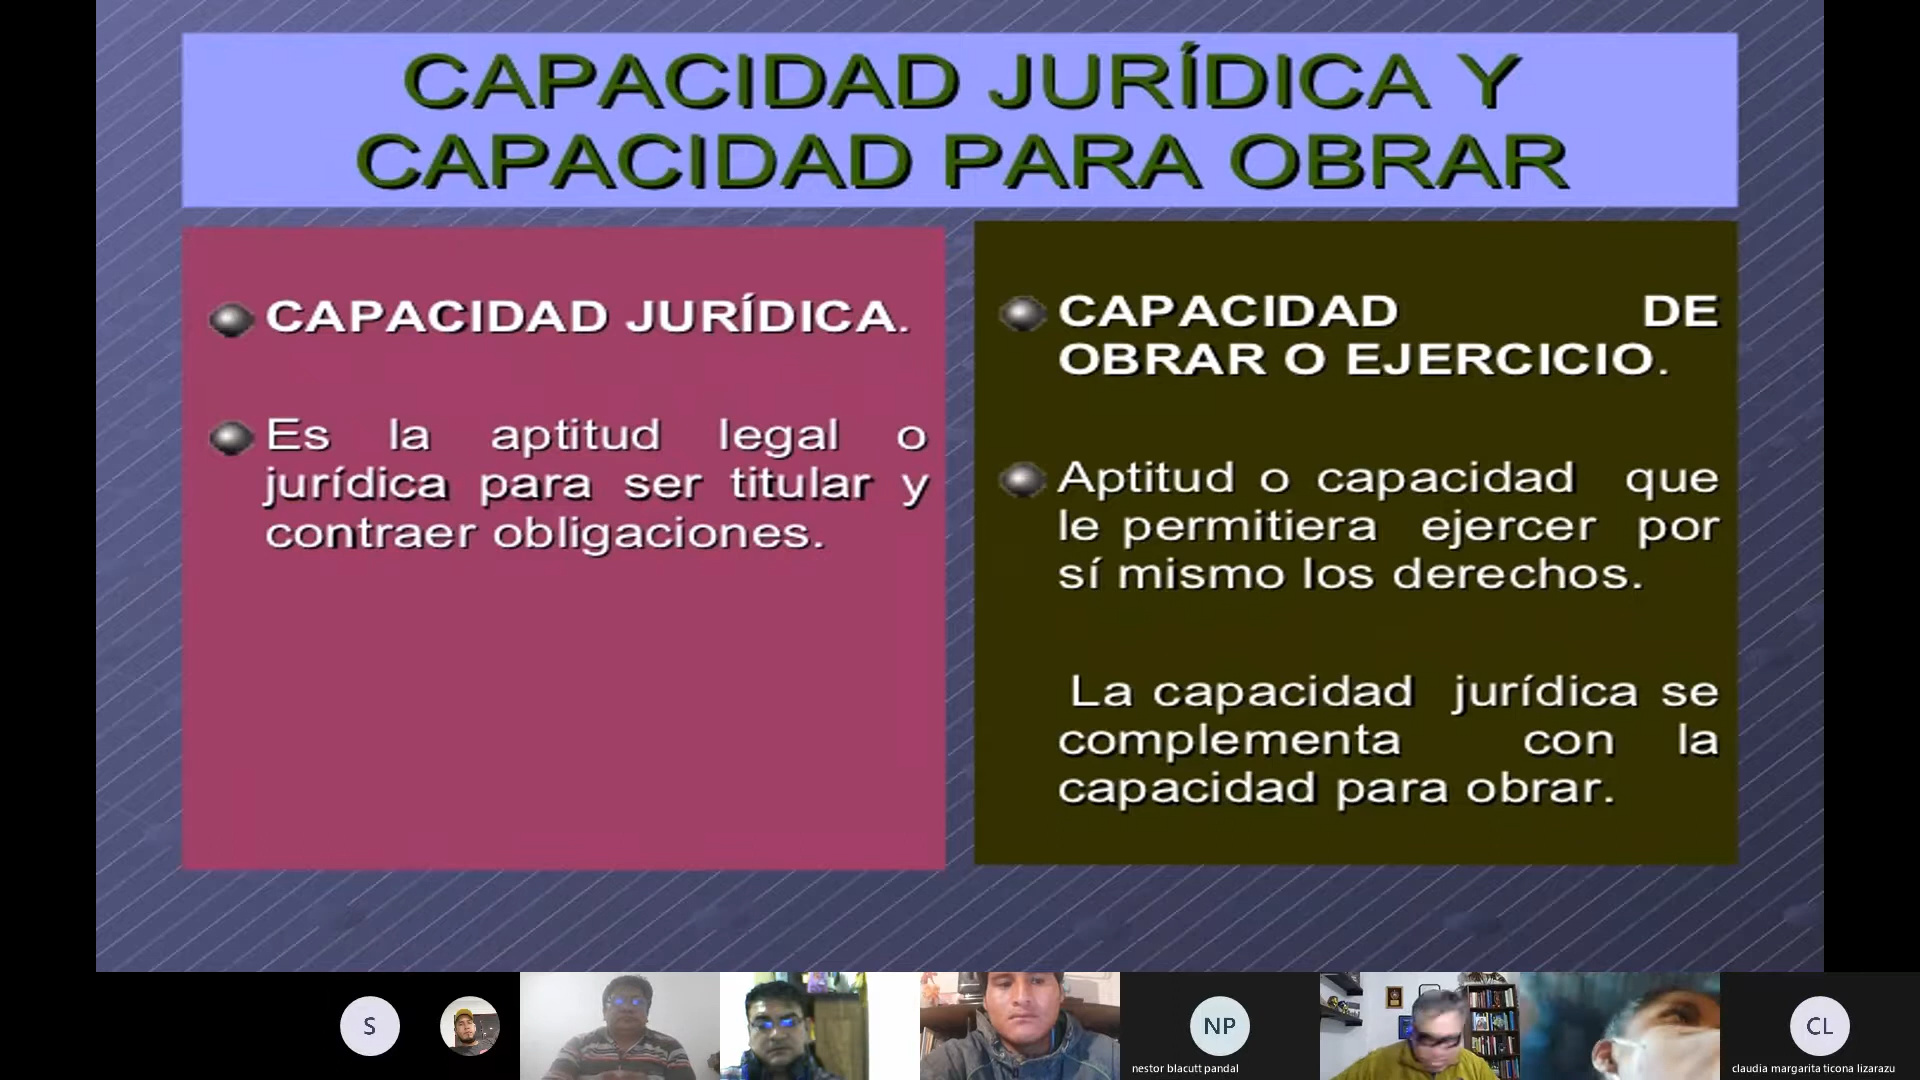 CAPACIDAD JURÍDICA Y
CAPACIDAD PARA OBRAR
CAPACIDAD JURÍDICA.
Es la aptitud legal o
jurídica para ser titular y
contraer obligaciones.
CAPACIDAD DE
OBRAR O EJERCICIO.
Aptitud o capacidad que
le permitiera ejercer por
sí mismo los derechos.
La capacidad jurídica se
complementa con la
capacidad para obrar.
S
NP
nestor blacutt pandal
CL
claudia margarita ticona lizarazu